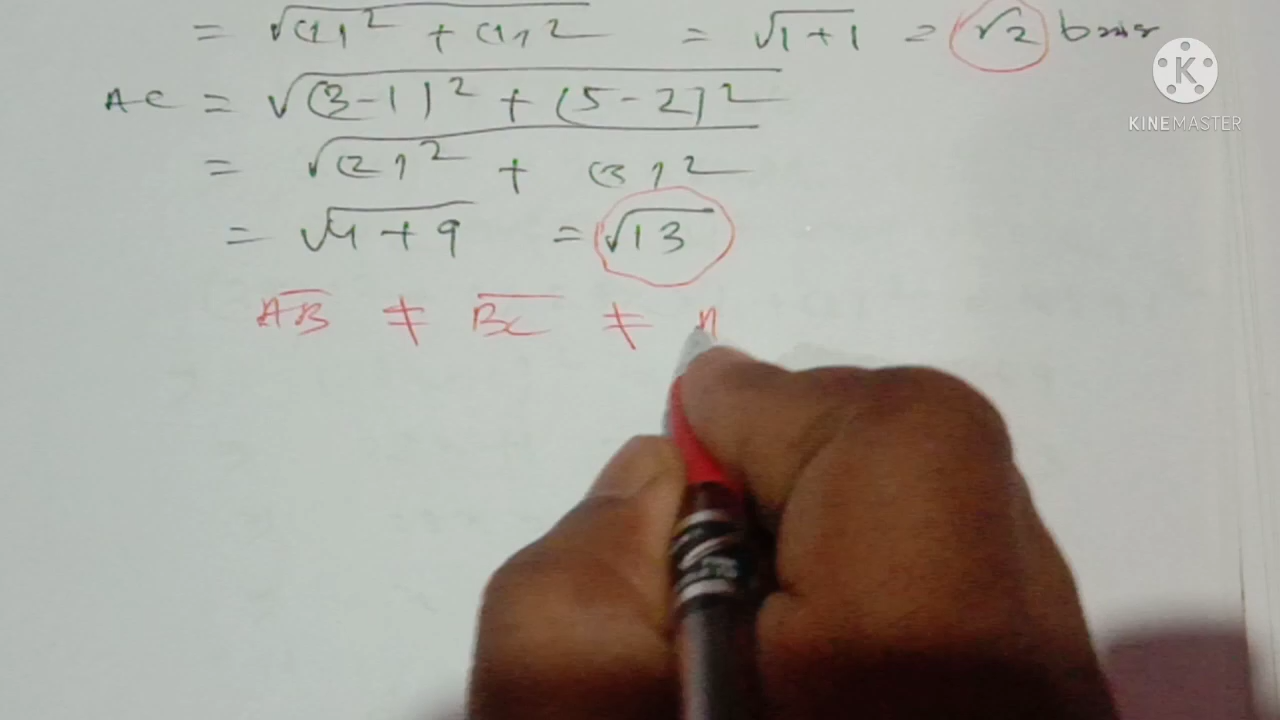 = √(1)² + (1)² = √1+1 = √2
AC = √(3-1)² + (5-2)²
= √(2)² + (3)²
= √4+9 = √13
AB ≠ BC ≠
K
KINEMASTER